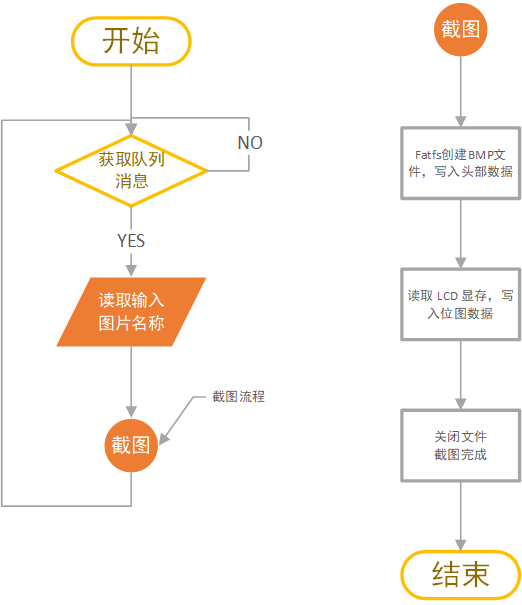 开始
获取队列
消息
NO
YES
读取输入
图片名称
截图
截图流程
截图
Fatfs创建BMP文
件，写入头部数据
读取 LCD 显存，写
入位图数据
关闭文件
截图完成
结束